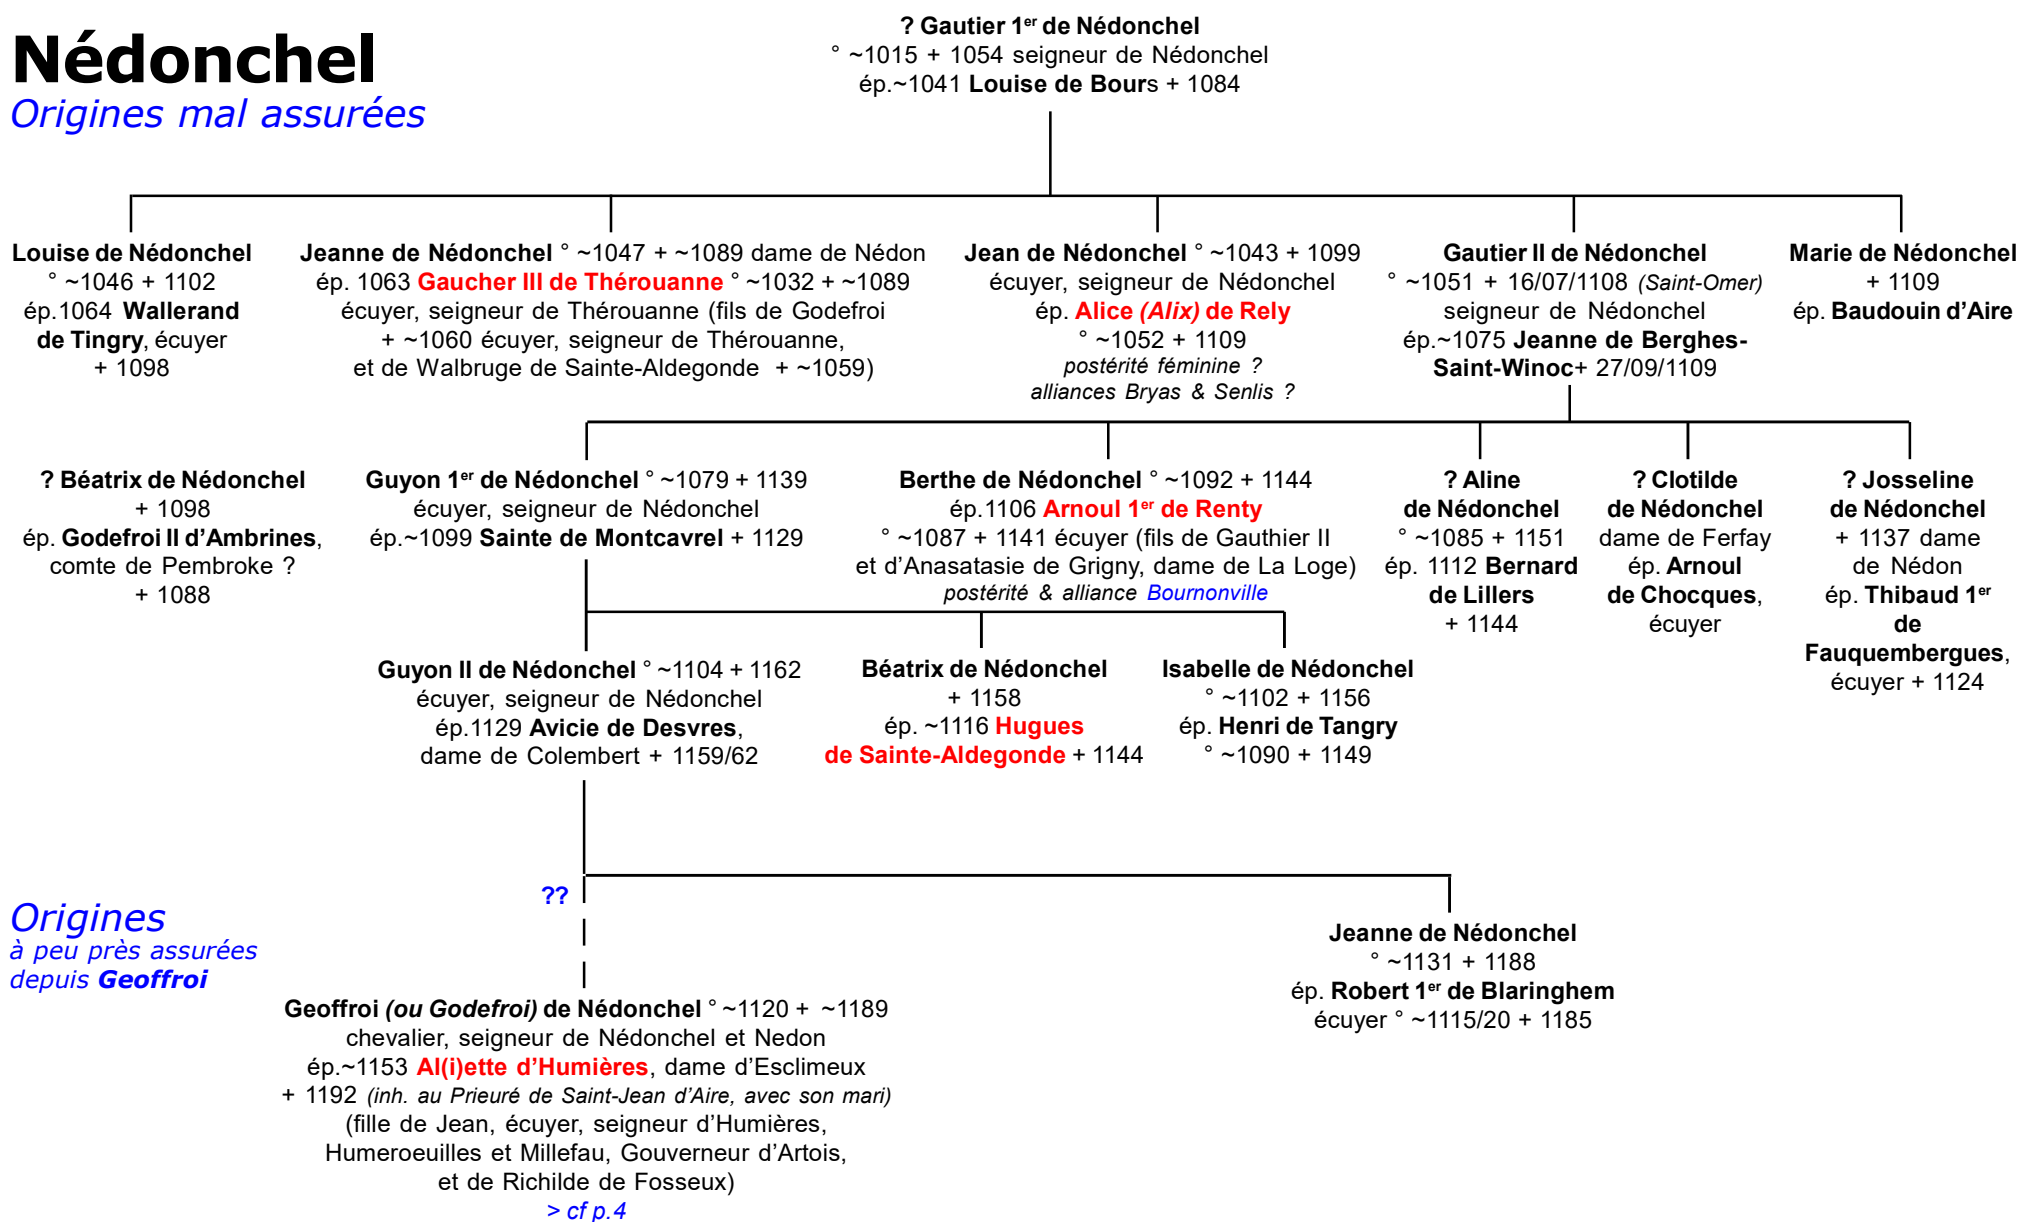 Nédonchel
Origines mal assurées
? Gautier 1er de Nédonchel
° ~1015 + 1054 seigneur de Nédonchel
ép.~1041 Louise de Bours + 1084
Louise de Nédonchel
° ~1046 + 1102
ép.1064 Wallerand
de Tingry, écuyer
+ 1098
Jeanne de Nédonchel ° ~1047 + ~1089 dame de Nédon
ép. 1063 Gaucher III de Thérouanne ° ~1032 + ~1089
écuyer, seigneur de Thérouanne (fils de Godefroi
+ ~1060 écuyer, seigneur de Thérouanne,
et de Walbruge de Sainte-Aldegonde + ~1059)
Jean de Nédonchel ° ~1043 + 1099
écuyer, seigneur de Nédonchel
ép. Alice (Alix) de Rely
° ~1052 + 1109
postérité féminine ?
alliances Bryas & Senlis ?
Gautier II de Nédonchel
° ~1051 + 16/07/1108 (Saint-Omer)
seigneur de Nédonchel
ép.~1075 Jeanne de Berghes-
Saint-Winoc+ 27/09/1109
Marie de Nédonchel
+ 1109
ép. Baudouin d'Aire
? Béatrix de Nédonchel
+ 1098
ép. Godefroi II d'Ambrines,
comte de Pembroke ?
+ 1088
Guyon 1er de Nédonchel ° ~1079 + 1139
écuyer, seigneur de Nédonchel
ép.~1099 Sainte de Montcavrel + 1129
Berthe de Nédonchel ° ~1092 + 1144
ép.1106 Arnoul 1er de Renty
° ~1087 + 1141 écuyer (fils de Gauthier II
et d'Anasatasie de Grigny, dame de La Loge)
postérité & alliance Bournonville
? Aline
de Nédonchel
° ~1085 + 1151
ép. 1112 Bernard
de Lillers
+ 1144
? Clotilde
de Nédonchel
dame de Ferfay
ép. Arnoul
de Chocques,
écuyer
? Josseline
de Nédonchel
+ 1137 dame
de Nédon
ép. Thibaud 1er
de
Fauquembergues,
écuyer + 1124
Guyon II de Nédonchel ° ~1104 + 1162
écuyer, seigneur de Nédonchel
ép.1129 Avicie de Desvres,
dame de Colembert + 1159/62
Béatrix de Nédonchel
+ 1158
ép. ~1116 Hugues
de Sainte-Aldegonde + 1144
Isabelle de Nédonchel
° ~1102 + 1156
ép. Henri de Tangry
° ~1090 + 1149
??
Origines
à peu près assurées
depuis Geoffroi
Geoffroi (ou Godefroi) de Nédonchel ° ~1120 + ~1189
chevalier, seigneur de Nédonchel et Nedon
ép.~1153 Al(i)ette d'Humières, dame d'Esclimeux
+ 1192 (inh. au Prieuré de Saint-Jean d'Aire, avec son mari)
(fille de Jean, écuyer, seigneur d'Humières,
Humeroeuilles et Millefau, Gouverneur d'Artois,
et de Richilde de Fosseux)
> cf p.4
Jeanne de Nédonchel
° ~1131 + 1188
ép. Robert 1er de Blaringhem
écuyer ° ~1115/20 + 1185